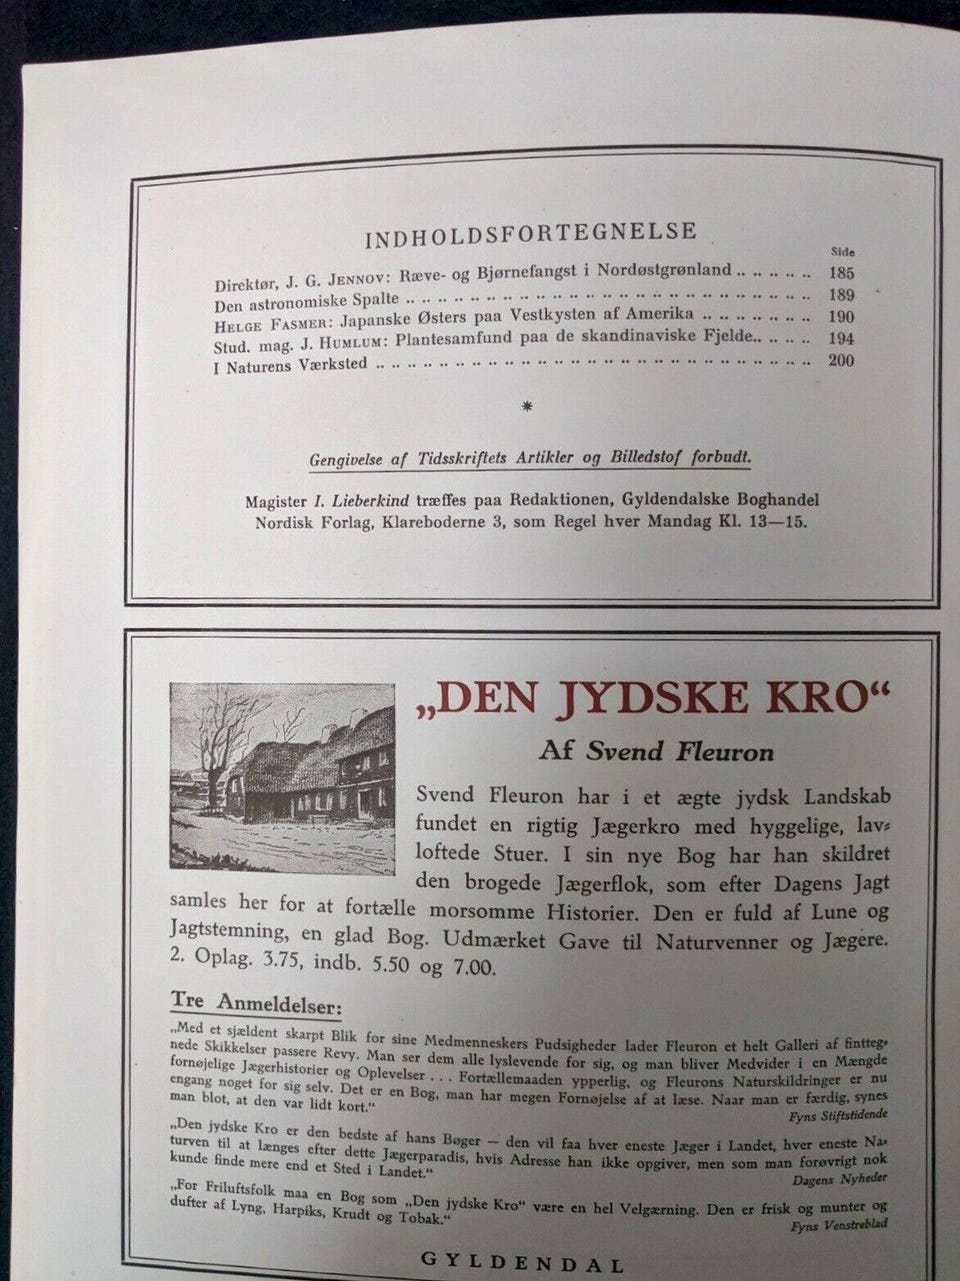 INDHOLDSFORTEGNELSE
Side
Direktør, J. G. JENNOV: Ræve- og Bjørnefangst i Nordøstgrønland .. .. .. .. .. 185
Den astronomiske Spalte .. .. .. .. .. .. .. .. .. .. .. .. .. .. .. .. .. .. .. .. .. .. .. .. .. 189
HELGE FASMER: Japanske Østers paa Vestkysten af Amerika .. .. .. .. .. .. .. 190
Stud. mag. J. HUMLUM: Plantesamfund paa de skandinaviske Fjelde.. .. .. .. 194
I Naturens Værksted .. .. .. .. .. .. .. .. .. .. .. .. .. .. .. .. .. .. .. .. .. .. .. .. .. .. .. 200
*
Gengivelse af Tidsskriftets Artikler og Billedstof forbudt.
Magister I. Lieberkind træffes paa Redaktionen, Gyldendalske Boghandel
Nordisk Forlag, Klareboderne 3, som Regel hver Mandag Kl. 13—15.
„DEN JYDSKE KRO“
Af Svend Fleuron
Svend Fleuron har i et ægte jydsk Landskab
fundet en rigtig Jægerkro med hyggelige, lav-
loftede Stuer. I sin nye Bog har han skildret
den brogede Jægerflok, som efter Dagens Jagt
samles her for at fortælle morsomme Historier. Den er fuld af Lune og
Jagtstemning, en glad Bog. Udmærket Gave til Naturvenner og Jægere.
2. Oplag. 3.75, indb. 5.50 og 7.00.
Tre Anmeldelser:
„Med et sjældent skarpt Blik for sine Medmenneskers Pudsigheder lader Fleuron et helt Galleri af fintteg-
nede Skikkelser passere Revy. Man ser dem alle lyslevende for sig, og man bliver Medvider i en Mængde
fornøjelige Jægerhistorier og Oplevelser . . . Fortællemaaden ypperlig, og Fleurons Naturskildringer er nu
engang noget for sig selv. Det er en Bog, man har megen Fornøjelse af at læse. Naar man er færdig, synes
man blot, at den var lidt kort.“ Fyns Stiftstidende
„Den jydske Kro er den bedste af hans Bøger — den vil faa hver eneste Jæger i Landet, hver eneste Na-
turven til at længes efter dette Jægerparadis, hvis Adresse han ikke opgiver, men som man forøvrigt nok
kunde finde mere end et Sted i Landet.“ Dagens Nyheder
„For Friluftsfolk maa en Bog som „Den jydske Kro“ være en hel Velgærning. Den er frisk og munter og
dufter af Lyng, Harpiks, Krudt og Tobak.“ Fyns Venstreblad
GYLDENDAL